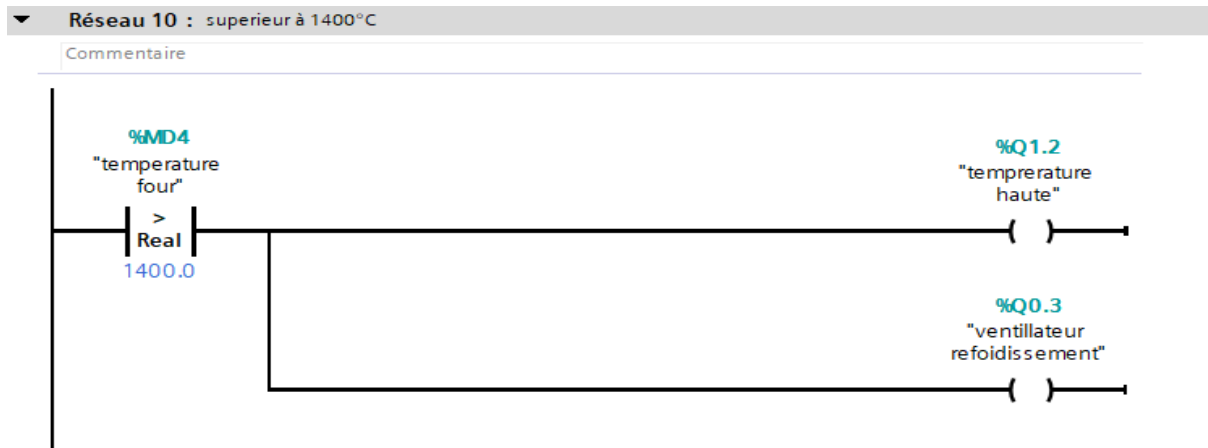 Réseau 10 : superieur à 1400°C
Commentaire
%MD4
"temperature
four"
>
Real
1400.0
%Q1.2
"temprerature
haute"
%Q0.3
"ventillateur
refoidissement"